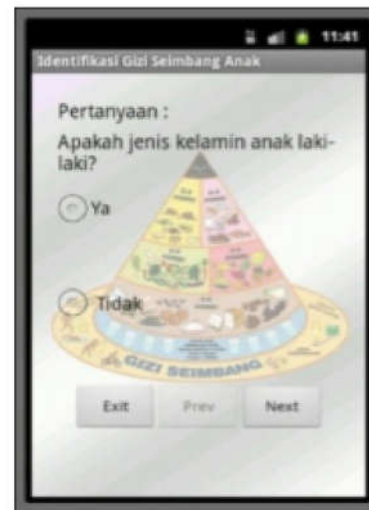 11:41
Identifikasi Gizi Seimbang Anak
Pertanyaan :
Apakah jenis kelamin anak laki-
laki?
Ya
Tidak
GIZI SEIMBANG
Exit
Prev
Next